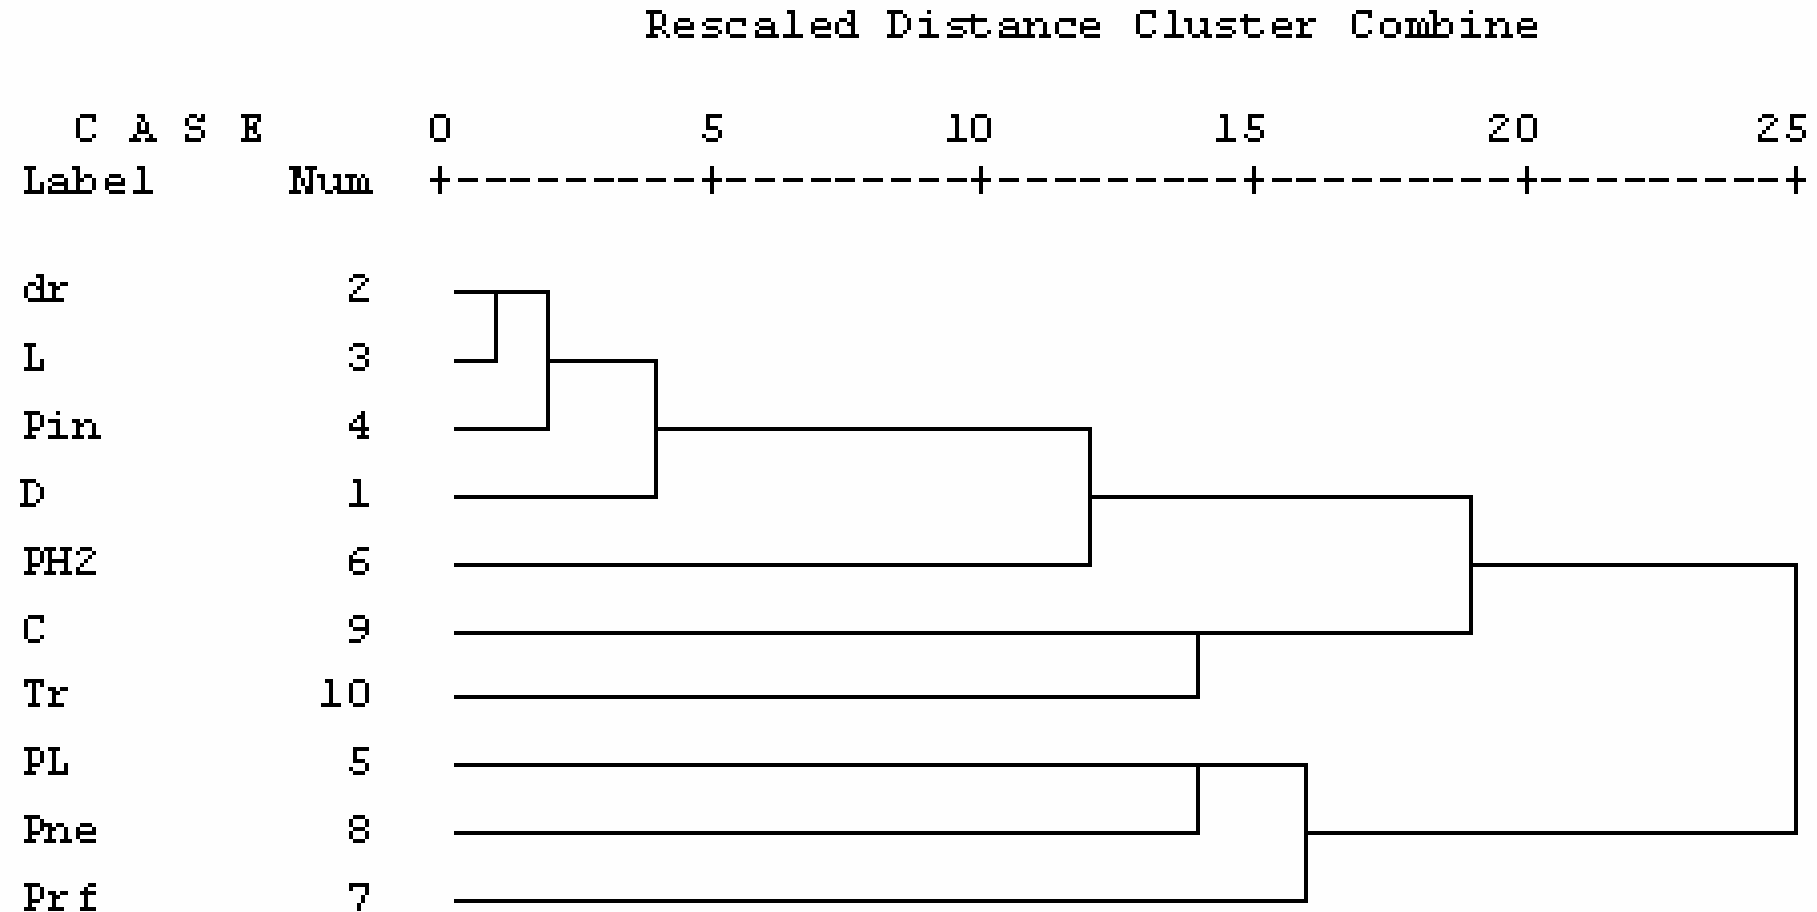 Rescaled Distance Cluster Combine
C A S E 0 5 10 15 20 25
Label Num +---------+---------+---------+---------+---------+
dr 2
L 3
Pin 4
D 1
PH2 6
C 9
Tr 10
PL 5
Pne 8
Prf 7